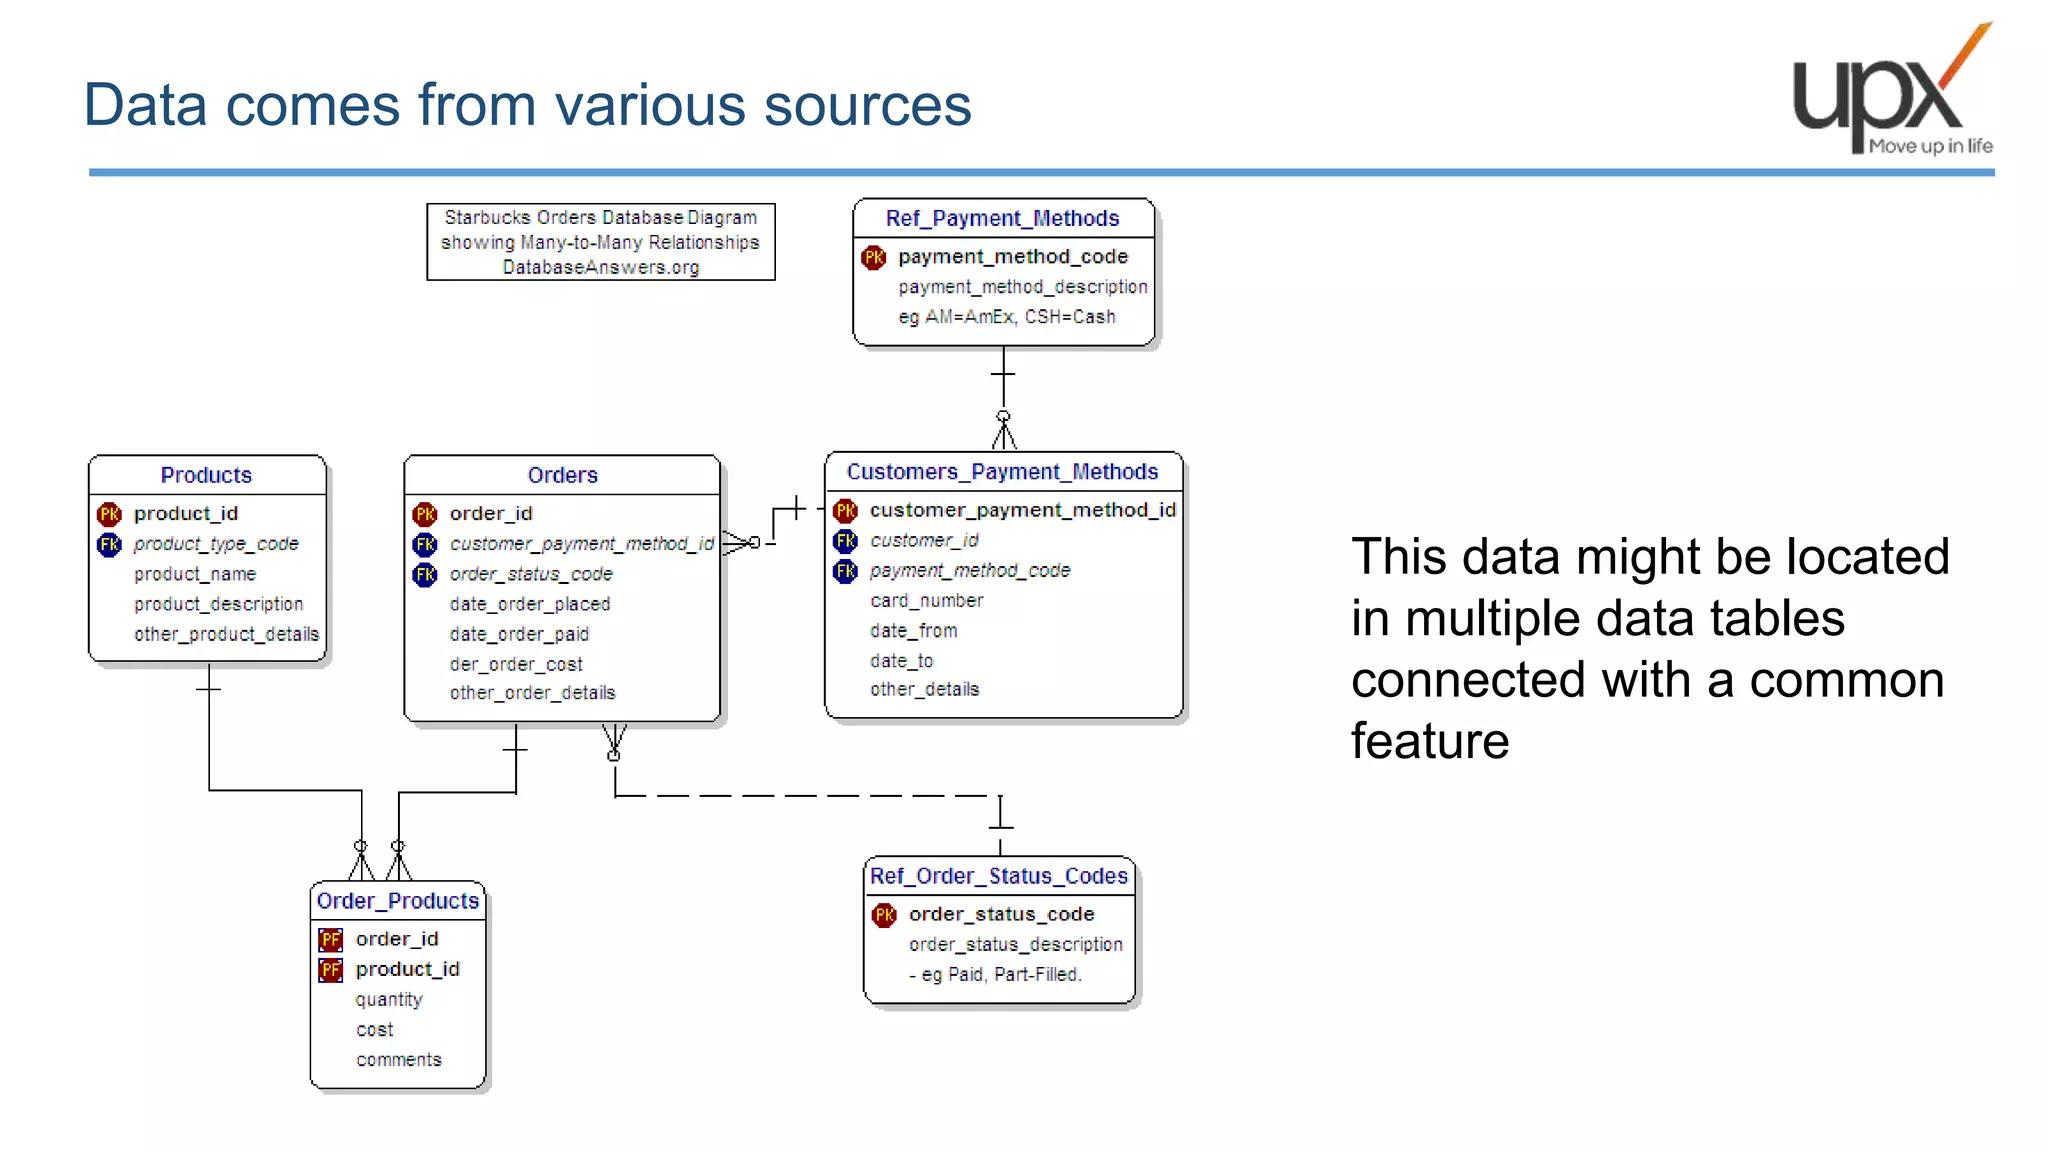 Data comes from various sources
upx
Move up in life
Starbucks Orders Database Diagram
showing Many-to-Many Relationships
DatabaseAnswers.org
Ref_Payment_Methods
PK payment_method_code
payment_method_description
eg AM=AmEx, CSH=Cash
Products
PK product_id
FK product_type_code
product_name
product_description
other_product_details
Orders
PK order_id
FK customer_payment_method_id
FK order_status_code
date_order_placed
date_order_paid
der_order_cost
other_order_details
Customers_Payment_Methods
PK customer_payment_method_id
FK customer_id
FK payment_method_code
card_number
date_from
date_to
other_details
This data might be located
in multiple data tables
connected with a common
feature
Order_Products
PF order_id
PF product_id
quantity
cost
comments
Ref_Order_Status_Codes
PK order_status_code
order_status_description
- eg Paid, Part-Filled.